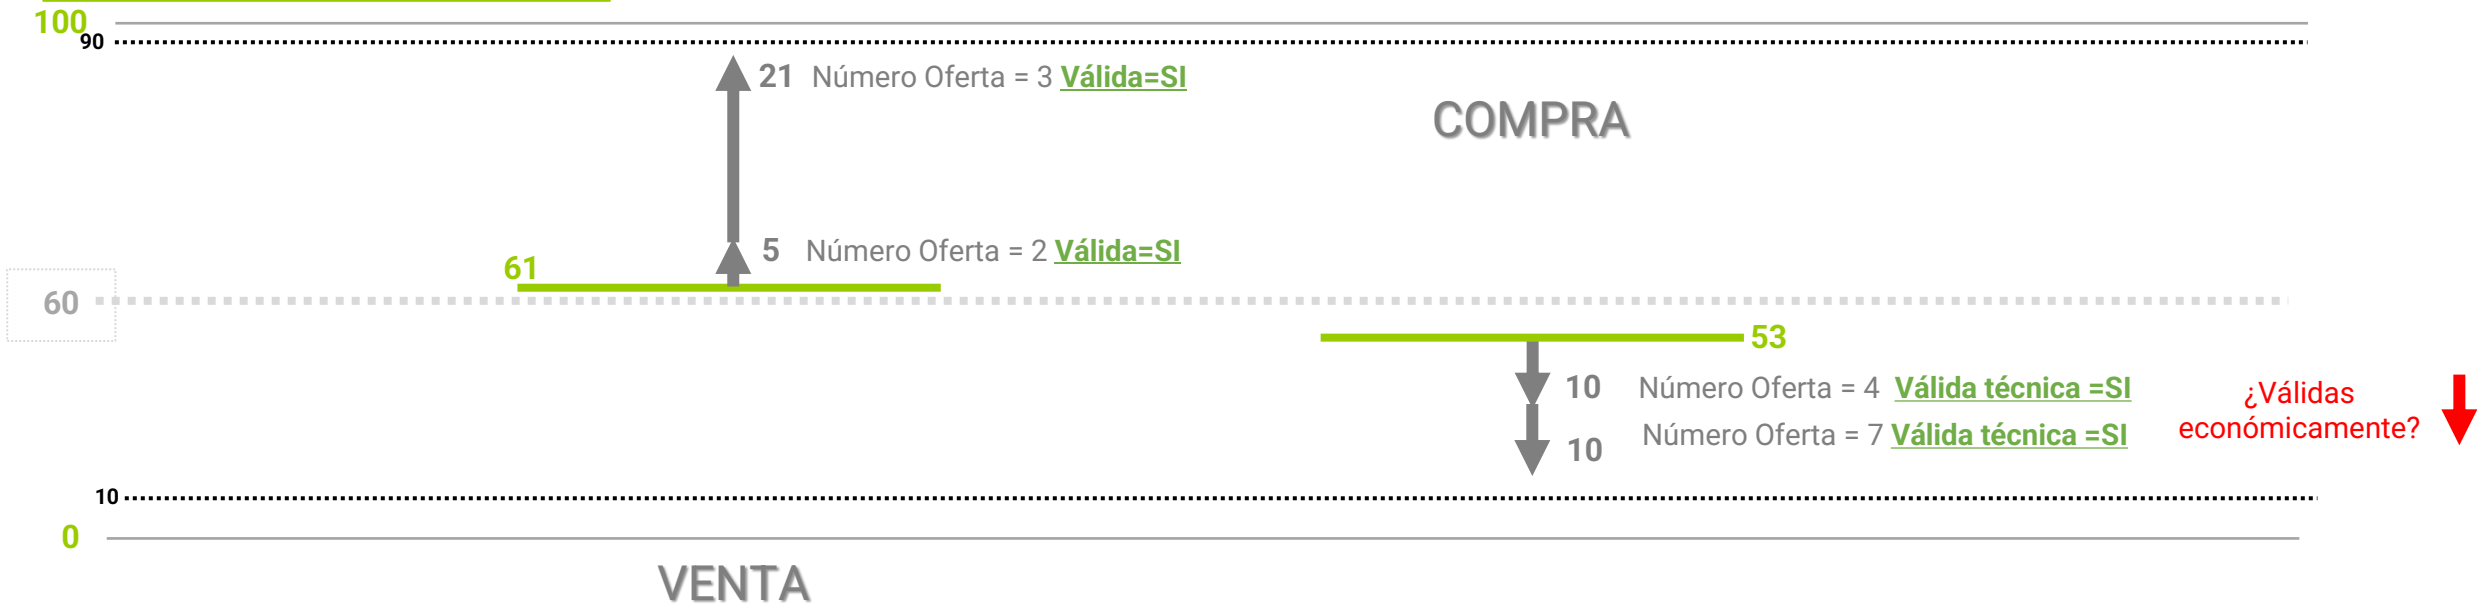 100
90
21 Número Oferta = 3 Válida=SI
COMPRA
5 Número Oferta = 2 Válida=SI
61
60
53
10 Número Oferta = 4 Válida técnica =SI
¿Válidas
económicamente?
10 Número Oferta = 7 Válida técnica =SI
10
0
VENTA